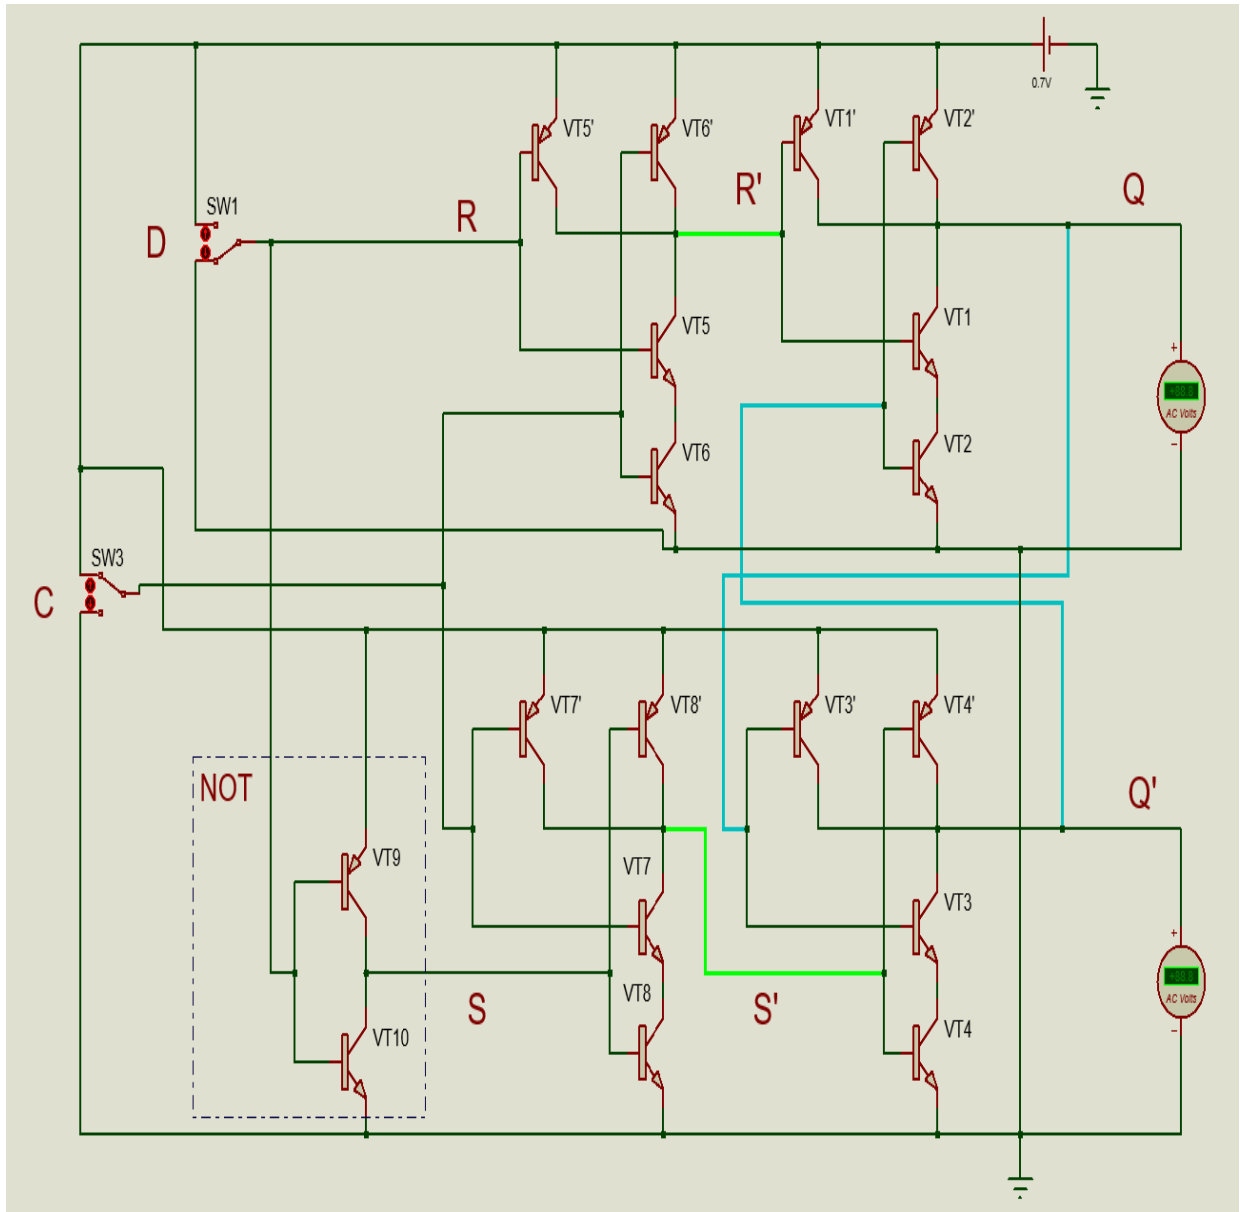 0.7V
VT5'
VT6'
VT1'
VT2'
SW1
D
R
R'
Q
VT5
VT1
VT6
VT2
+
AC Volts
-
SW3
C
VT7'
VT8'
VT3'
VT4'
NOT
Q'
VT9
VT7
VT3
S
VT8
S'
VT10
VT4
+
AC Volts
-